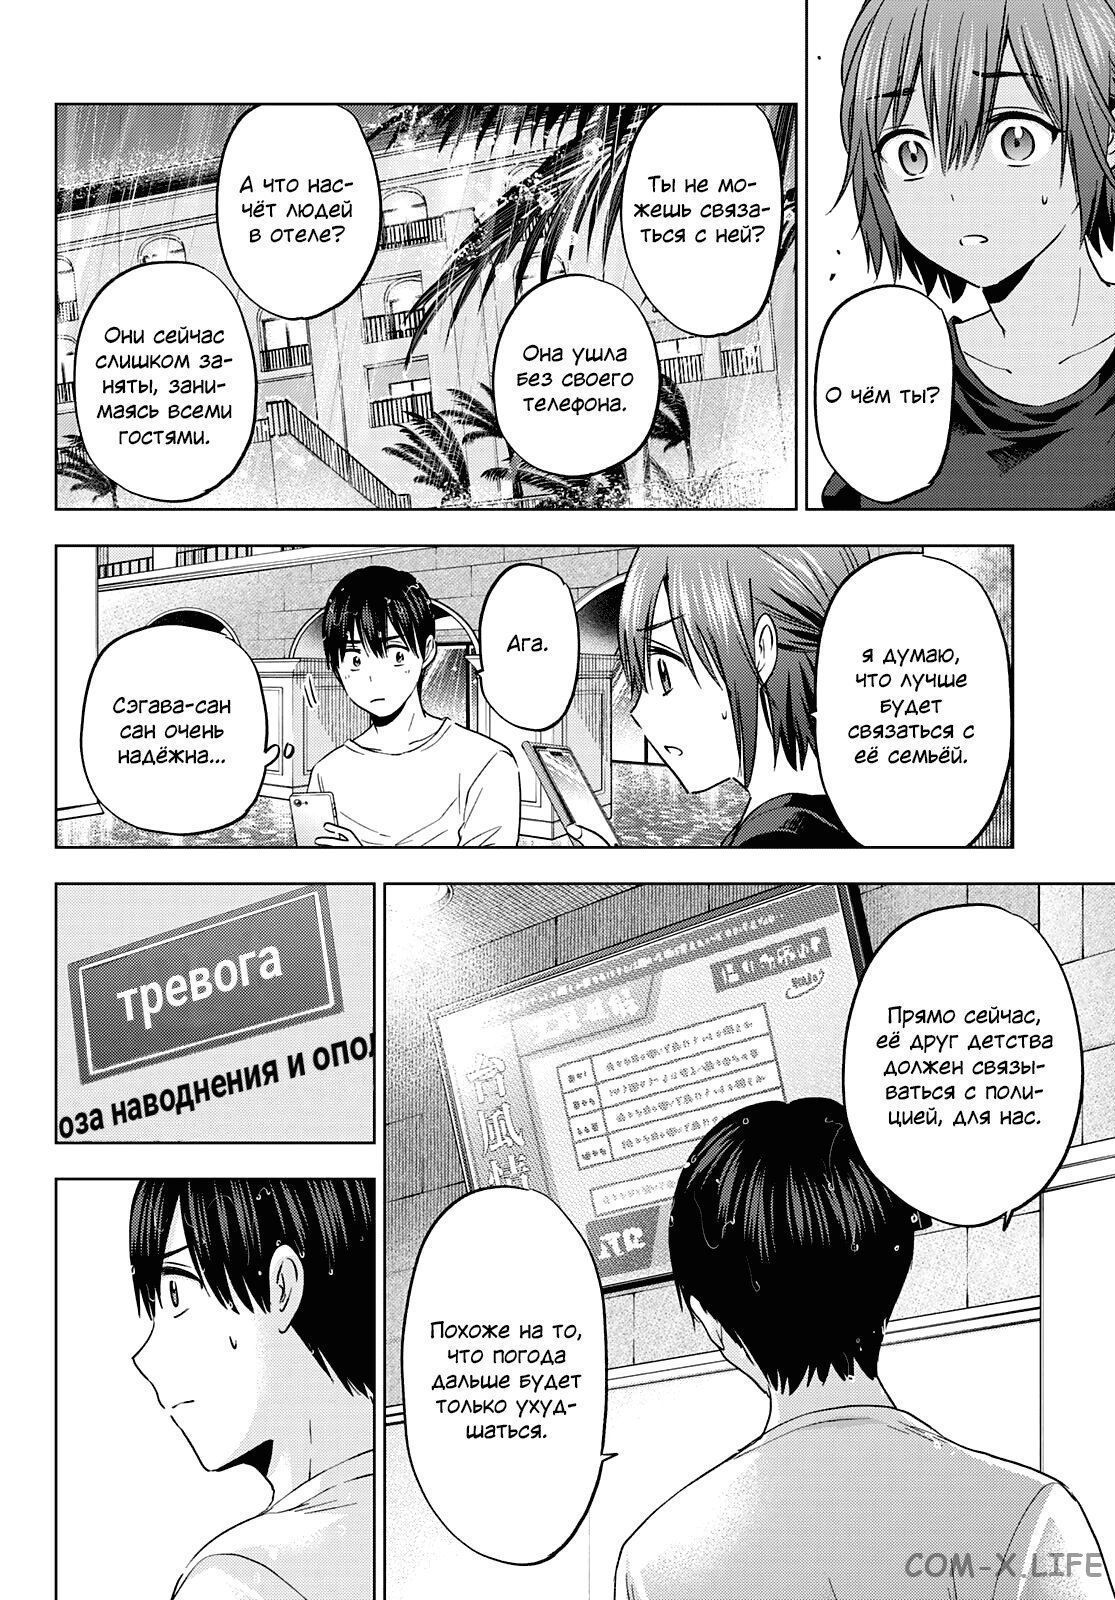 О чём ты?
Ты не мо-
жешь связа-
ться с ней?
Она ушла
без своего
телефона.
А что нас-
чёт людей
в отеле?
Они сейчас
слишком за-
няты, зани-
маясь всеми
гостями.
я думаю,
что лучше
будет
связаться с
её семьёй.
Ага.
Сэгава-сан
сан очень
надёжна...
Прямо сейчас,
её друг детства
должен связы-
ваться с поли-
цией, для нас.
台風情
Похоже на то,
что погода
дальше будет
только ухуд-
шаться.
тревога
оза наводнения и опол
COM-X.LIFE